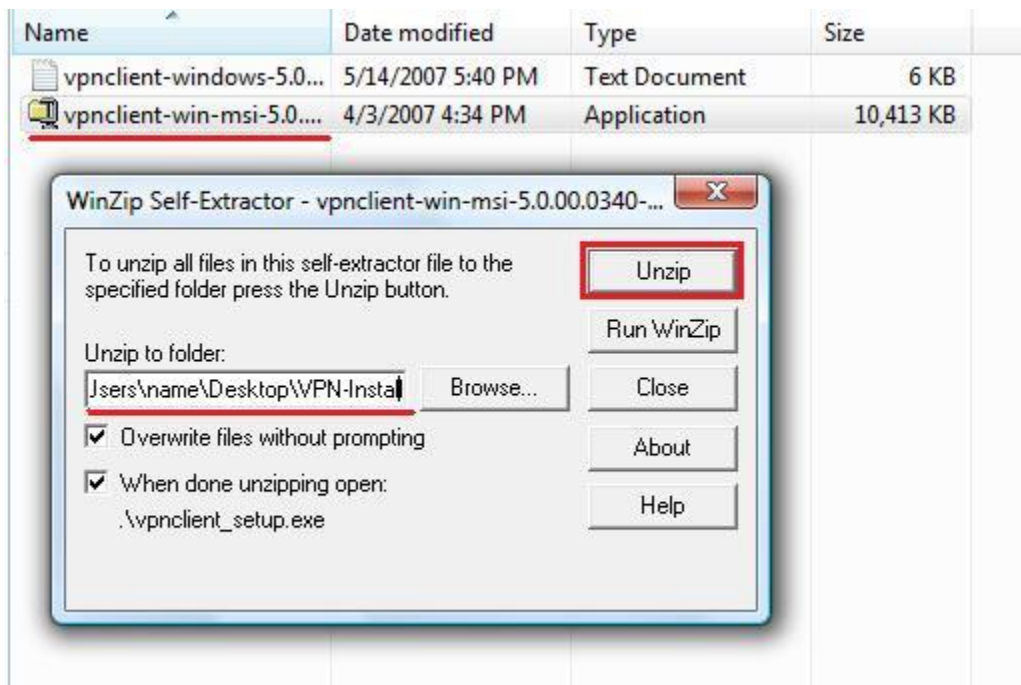 Name Date modified Type Size
vpnclient-windows-5.0... 5/14/2007 5:40 PM Text Document 6 KB
vpnclient-win-msi-5.0.... 4/3/2007 4:34 PM Application 10,413 KB
WinZip Self-Extractor - vpnclient-win-msi-5.0.00.0340-...
To unzip all files in this self-extractor file to the
specified folder press the Unzip button.
Unzip
Run WinZip
Unzip to folder:
Jsers\name\Desktop\VPN-Instal
Browse...
Close
Overwrite files without prompting
About
When done unzipping open:
.\vpnclient_setup.exe
Help